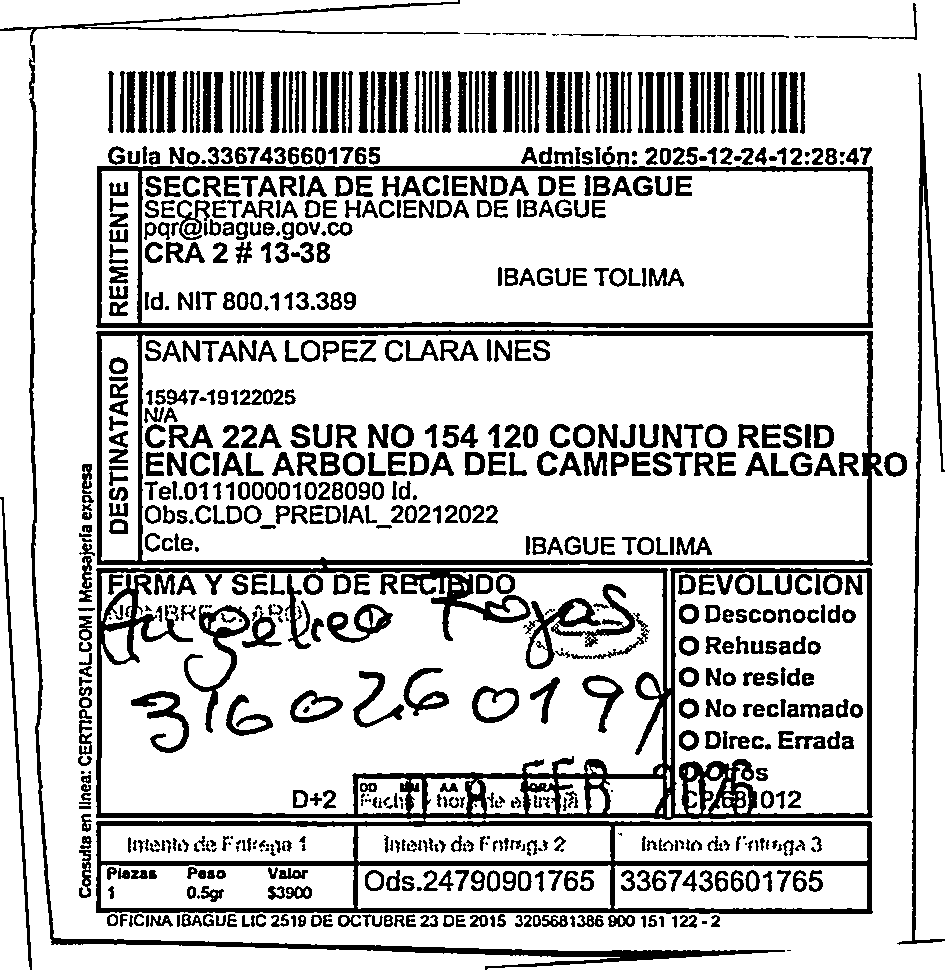 Guia No.3367436601765 Admisión: 2025-12-24-12:28:47
REMITENTE
SECRETARIA DE HACIENDA DE IBAGUE
SECRETARIA DE HACIENDA DE IBAGUE
pqr@ibague.gov.co
CRA 2 # 13-38
IBAGUE TOLIMA
Id. NIT 800.113.389
DESTINATARIO
SANTANA LOPEZ CLARA INES
15947-19122025
N/A
CRA 22A SUR NO 154 120 CONJUNTO RESID
ENCIAL ARBOLEDA DEL CAMPESTRE ALGARRO
Tel.011100001028090 Id.
Obs.CLDO_PREDIAL_20212022
Ccte. IBAGUE TOLIMA
Consulta en línea: CERTIPOSTAL.COM | Mensajería expresa
FIRMA Y SELLO DE RECIBIDO
NOMBRE CLARO)
Angelica Rojas
3160260199
DEVOLUCION
Desconocido
Rehusado
No reside
No reclamado
Direc. Errada
Otros
D+2
DD MM AA HORA
Fecha y hora de entrega
FEB 2026
CP.681012
Intento de Entrega 1 Intento de Entrega 2 Intento de Entrega 3
Piezas Peso Valor
1 0.5gr $3900
Ods.24790901765 3367436601765
OFICINA IBAGUE LIC 2519 DE OCTUBRE 23 DE 2015 3205681386 900 151 122 - 2